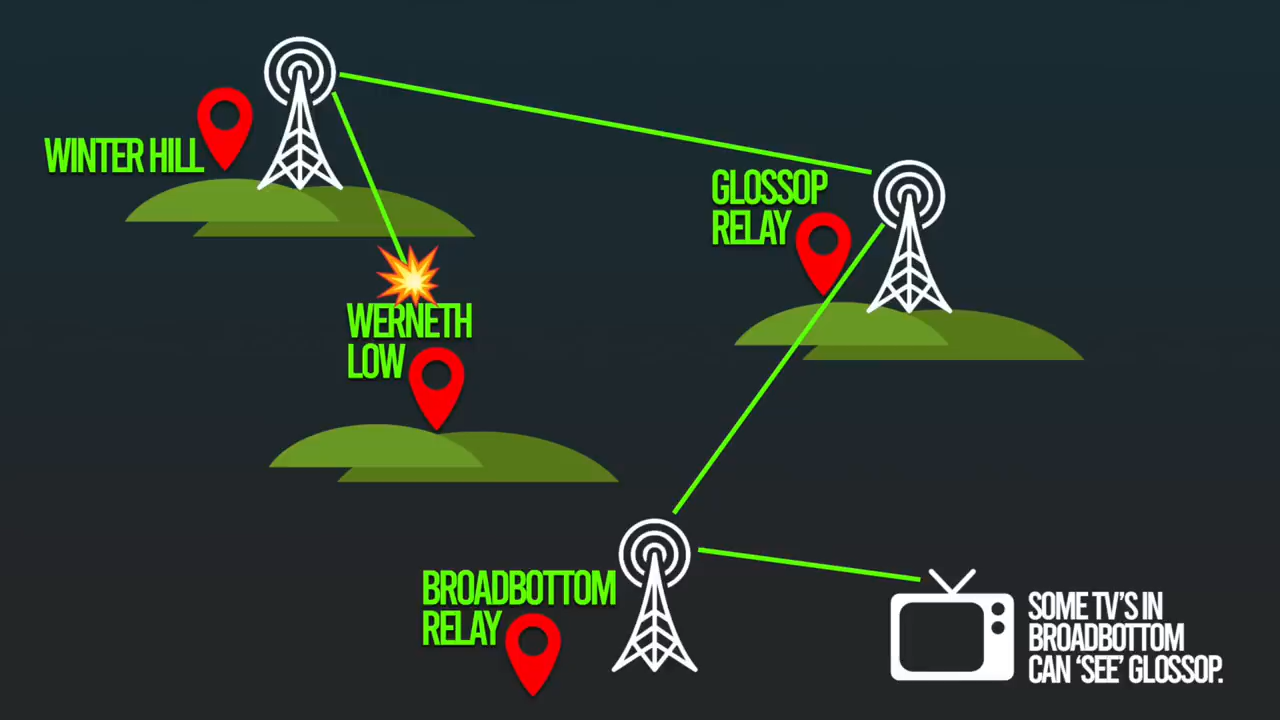 WINTER HILL
GLOSSOP
RELAY
WERNETH
LOW
BROADBOTTOM
RELAY
SOME TV'S IN
BROADBOTTOM
CAN 'SEE' GLOSSOP.